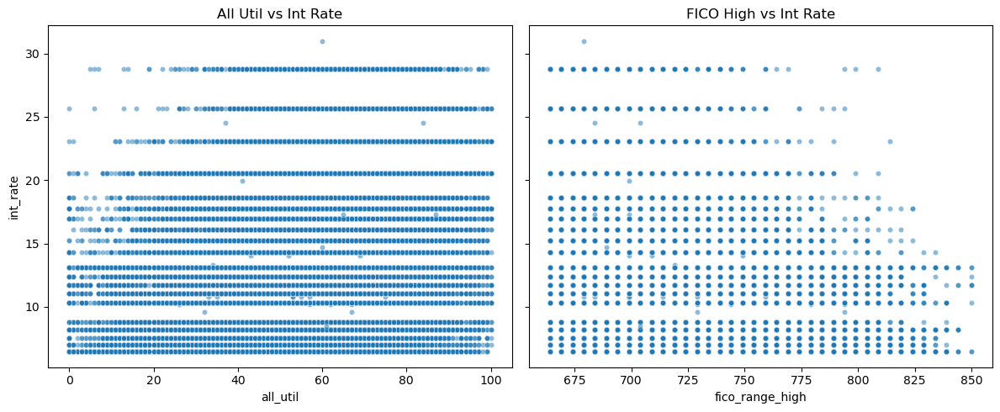 All Util vs Int Rate
FICO High vs Int Rate
int_rate
30
25
20
15
10
0 20 40 60 80 100
all_util
675 700 725 750 775 800 825 850
fico_range_high